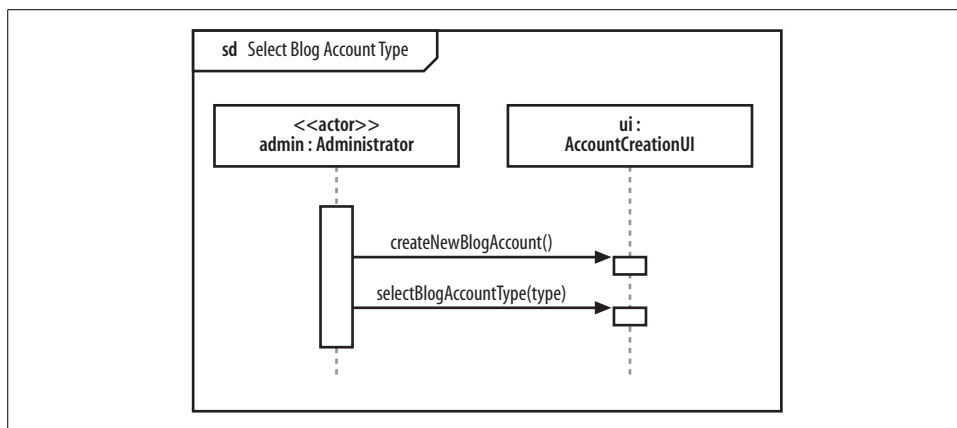 sd Select Blog Account Type
<<actor>>
admin : Administrator
ui :
AccountCreationUI
createNewBlogAccount()
selectBlogAccountType(type)